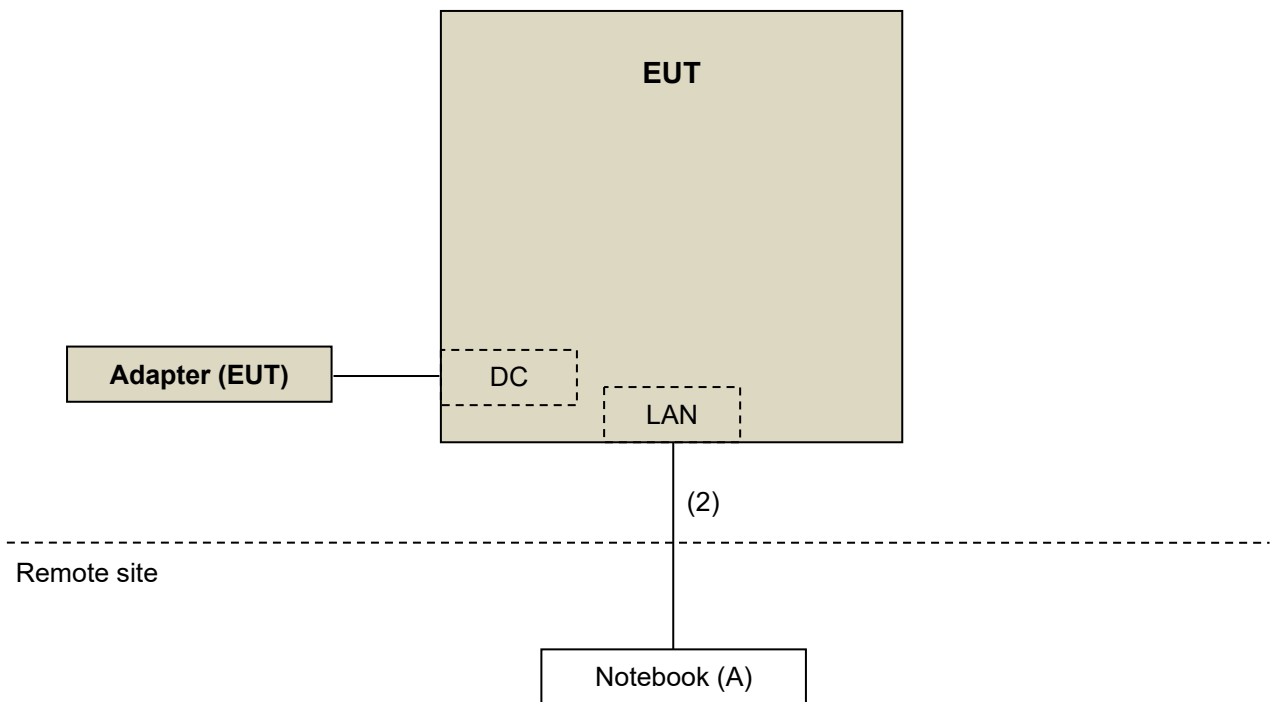 EUT
Adapter (EUT)
DC
LAN
(2)
Remote site
Notebook (A)